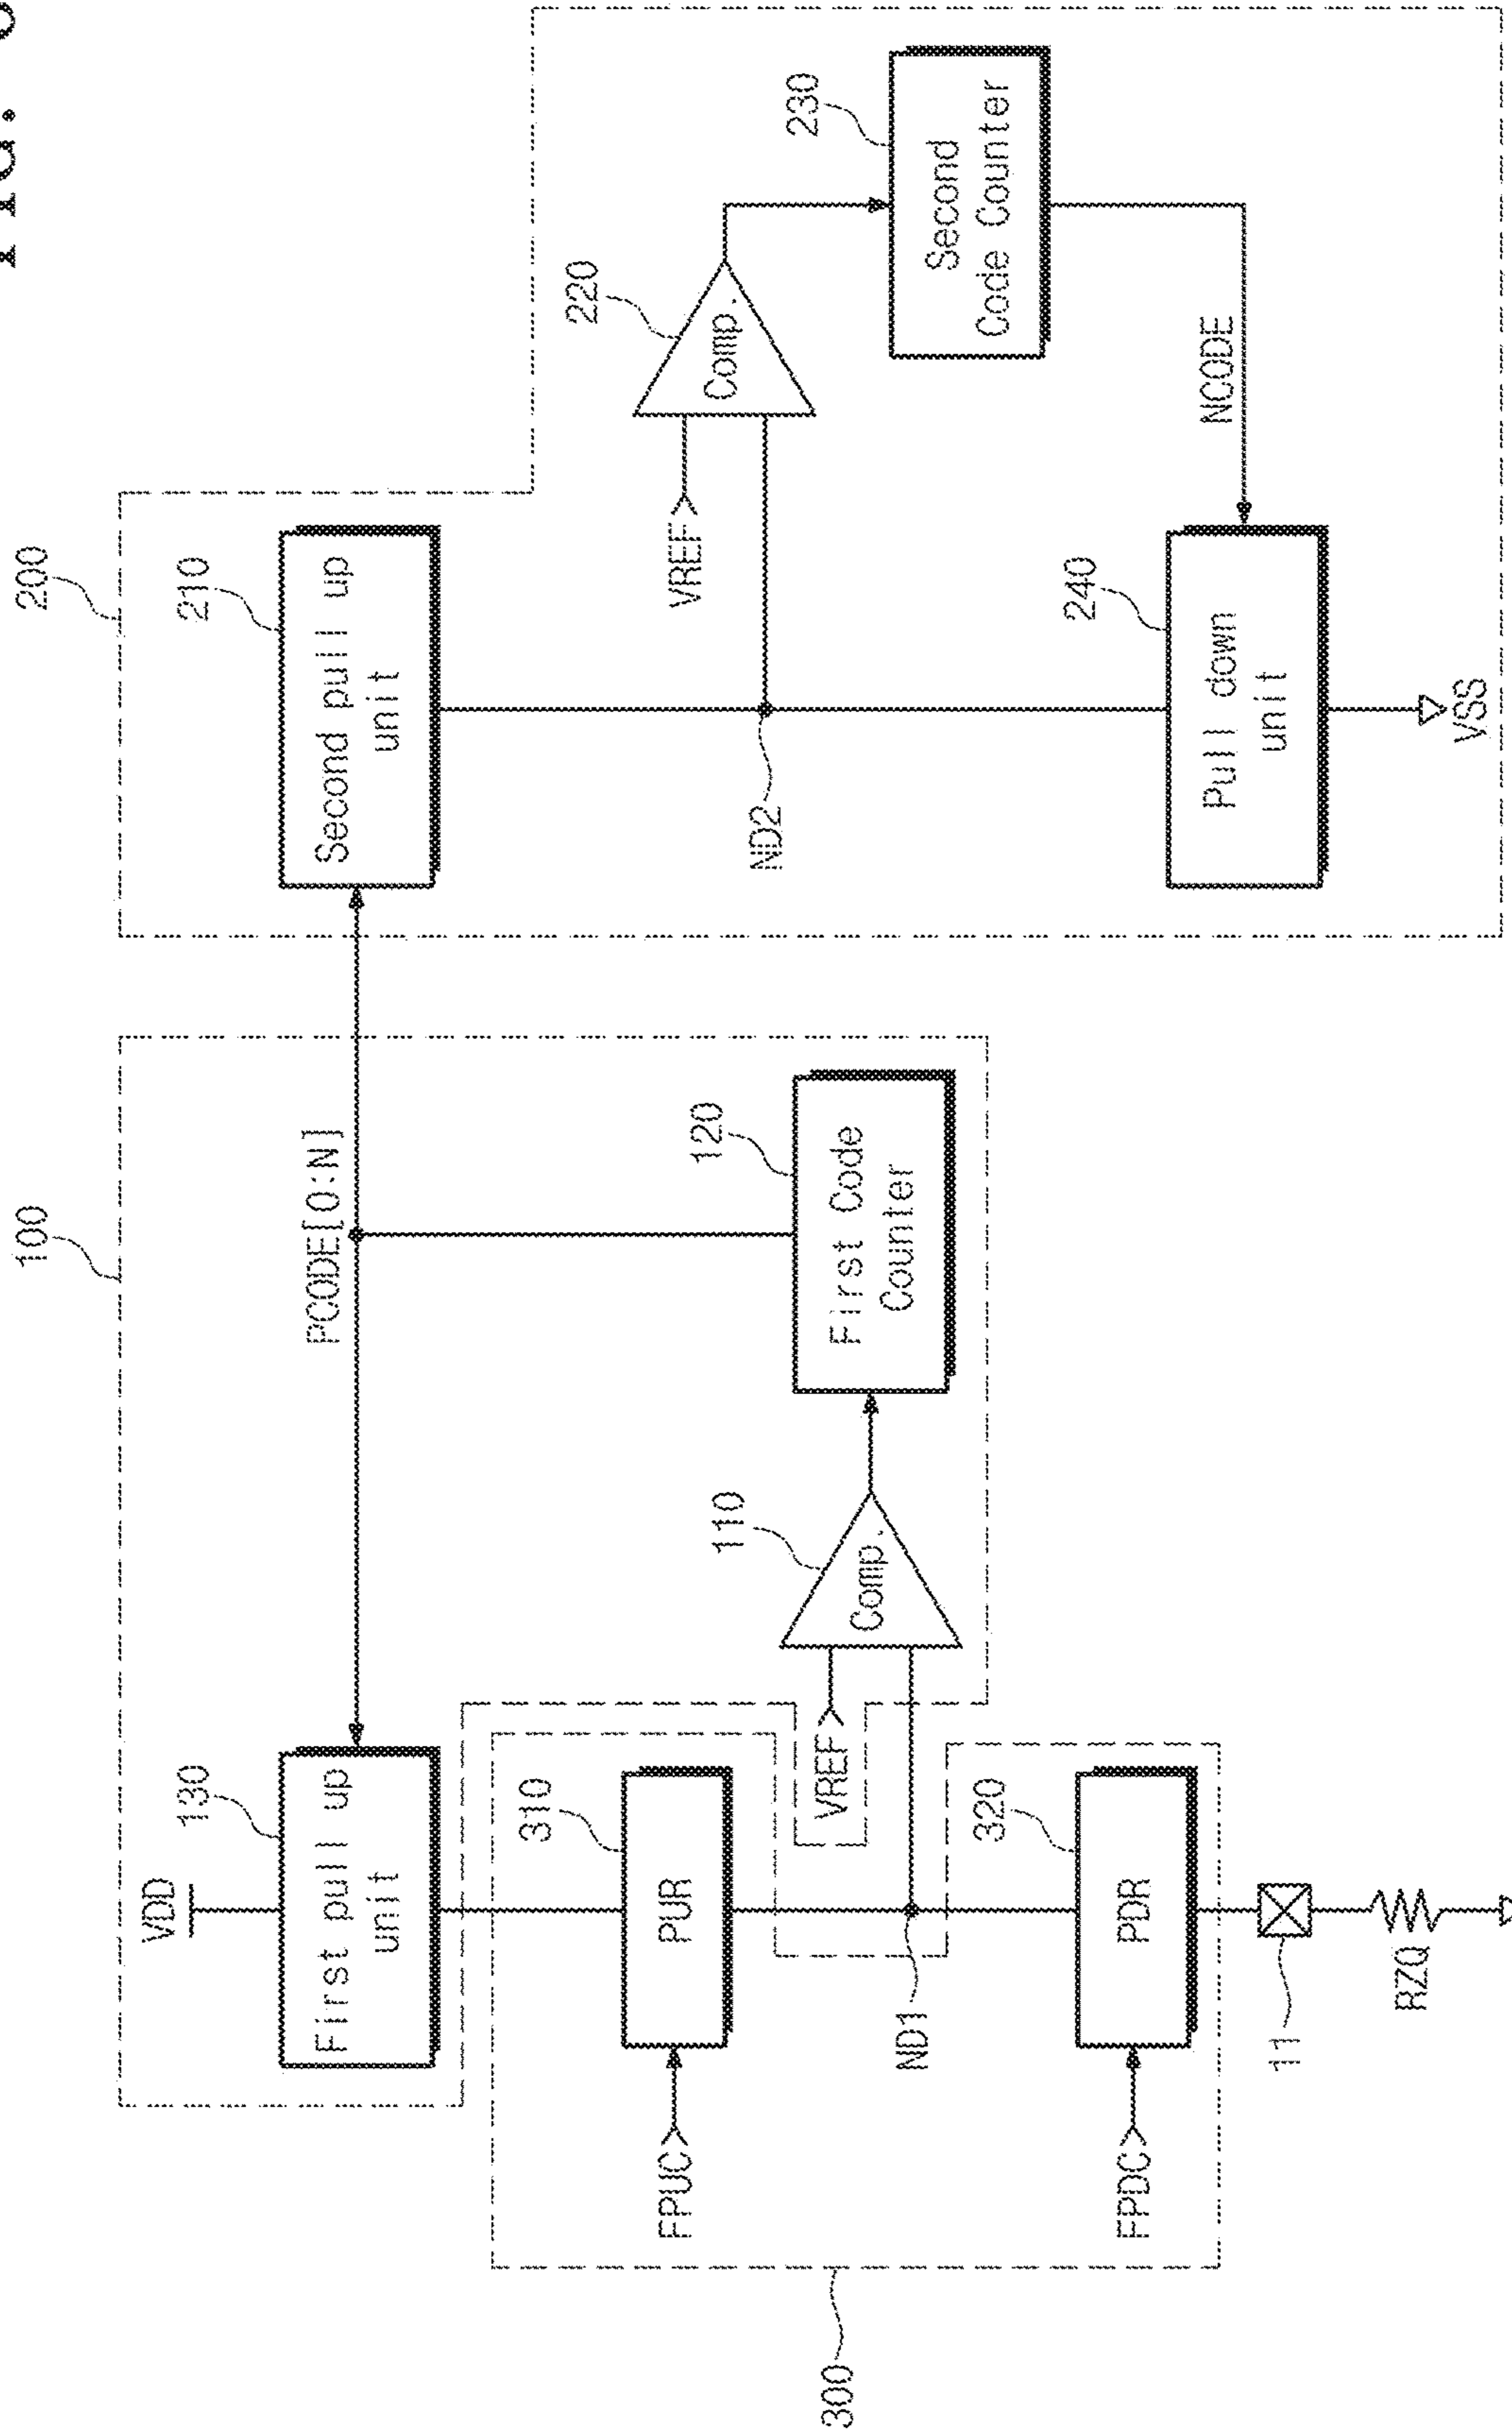 100
200
VDD
130
First pull up
unit
PCODE[0:N]
210
Second pull up
unit
310
PUR
FPUC
VREF
110
Comp.
120
First Code
Counter
VREF
220
Comp.
230
Second
Code Counter
ND1
ND2
300
320
PDR
FPDC
240
Pull down
unit
NCODE
11
RZQ
VSS